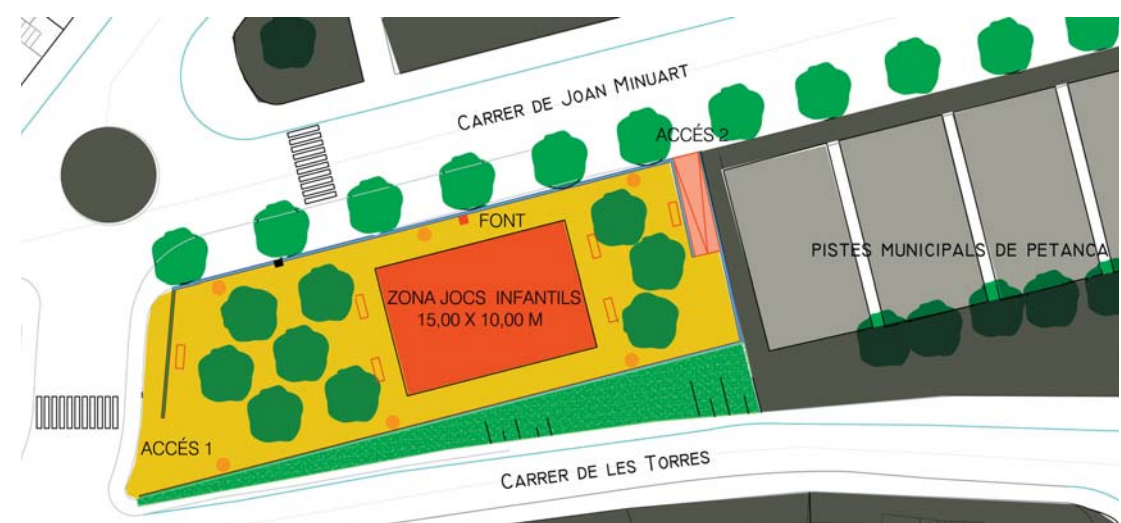 CARRER DE JOAN MINUART
ACCÉS 2
FONT
PISTES MUNICIPALS DE PETANCA
ZONA JOCS INFANTILS
15,00 X 10,00 M
ACCÉS 1
CARRER DE LES TORRES